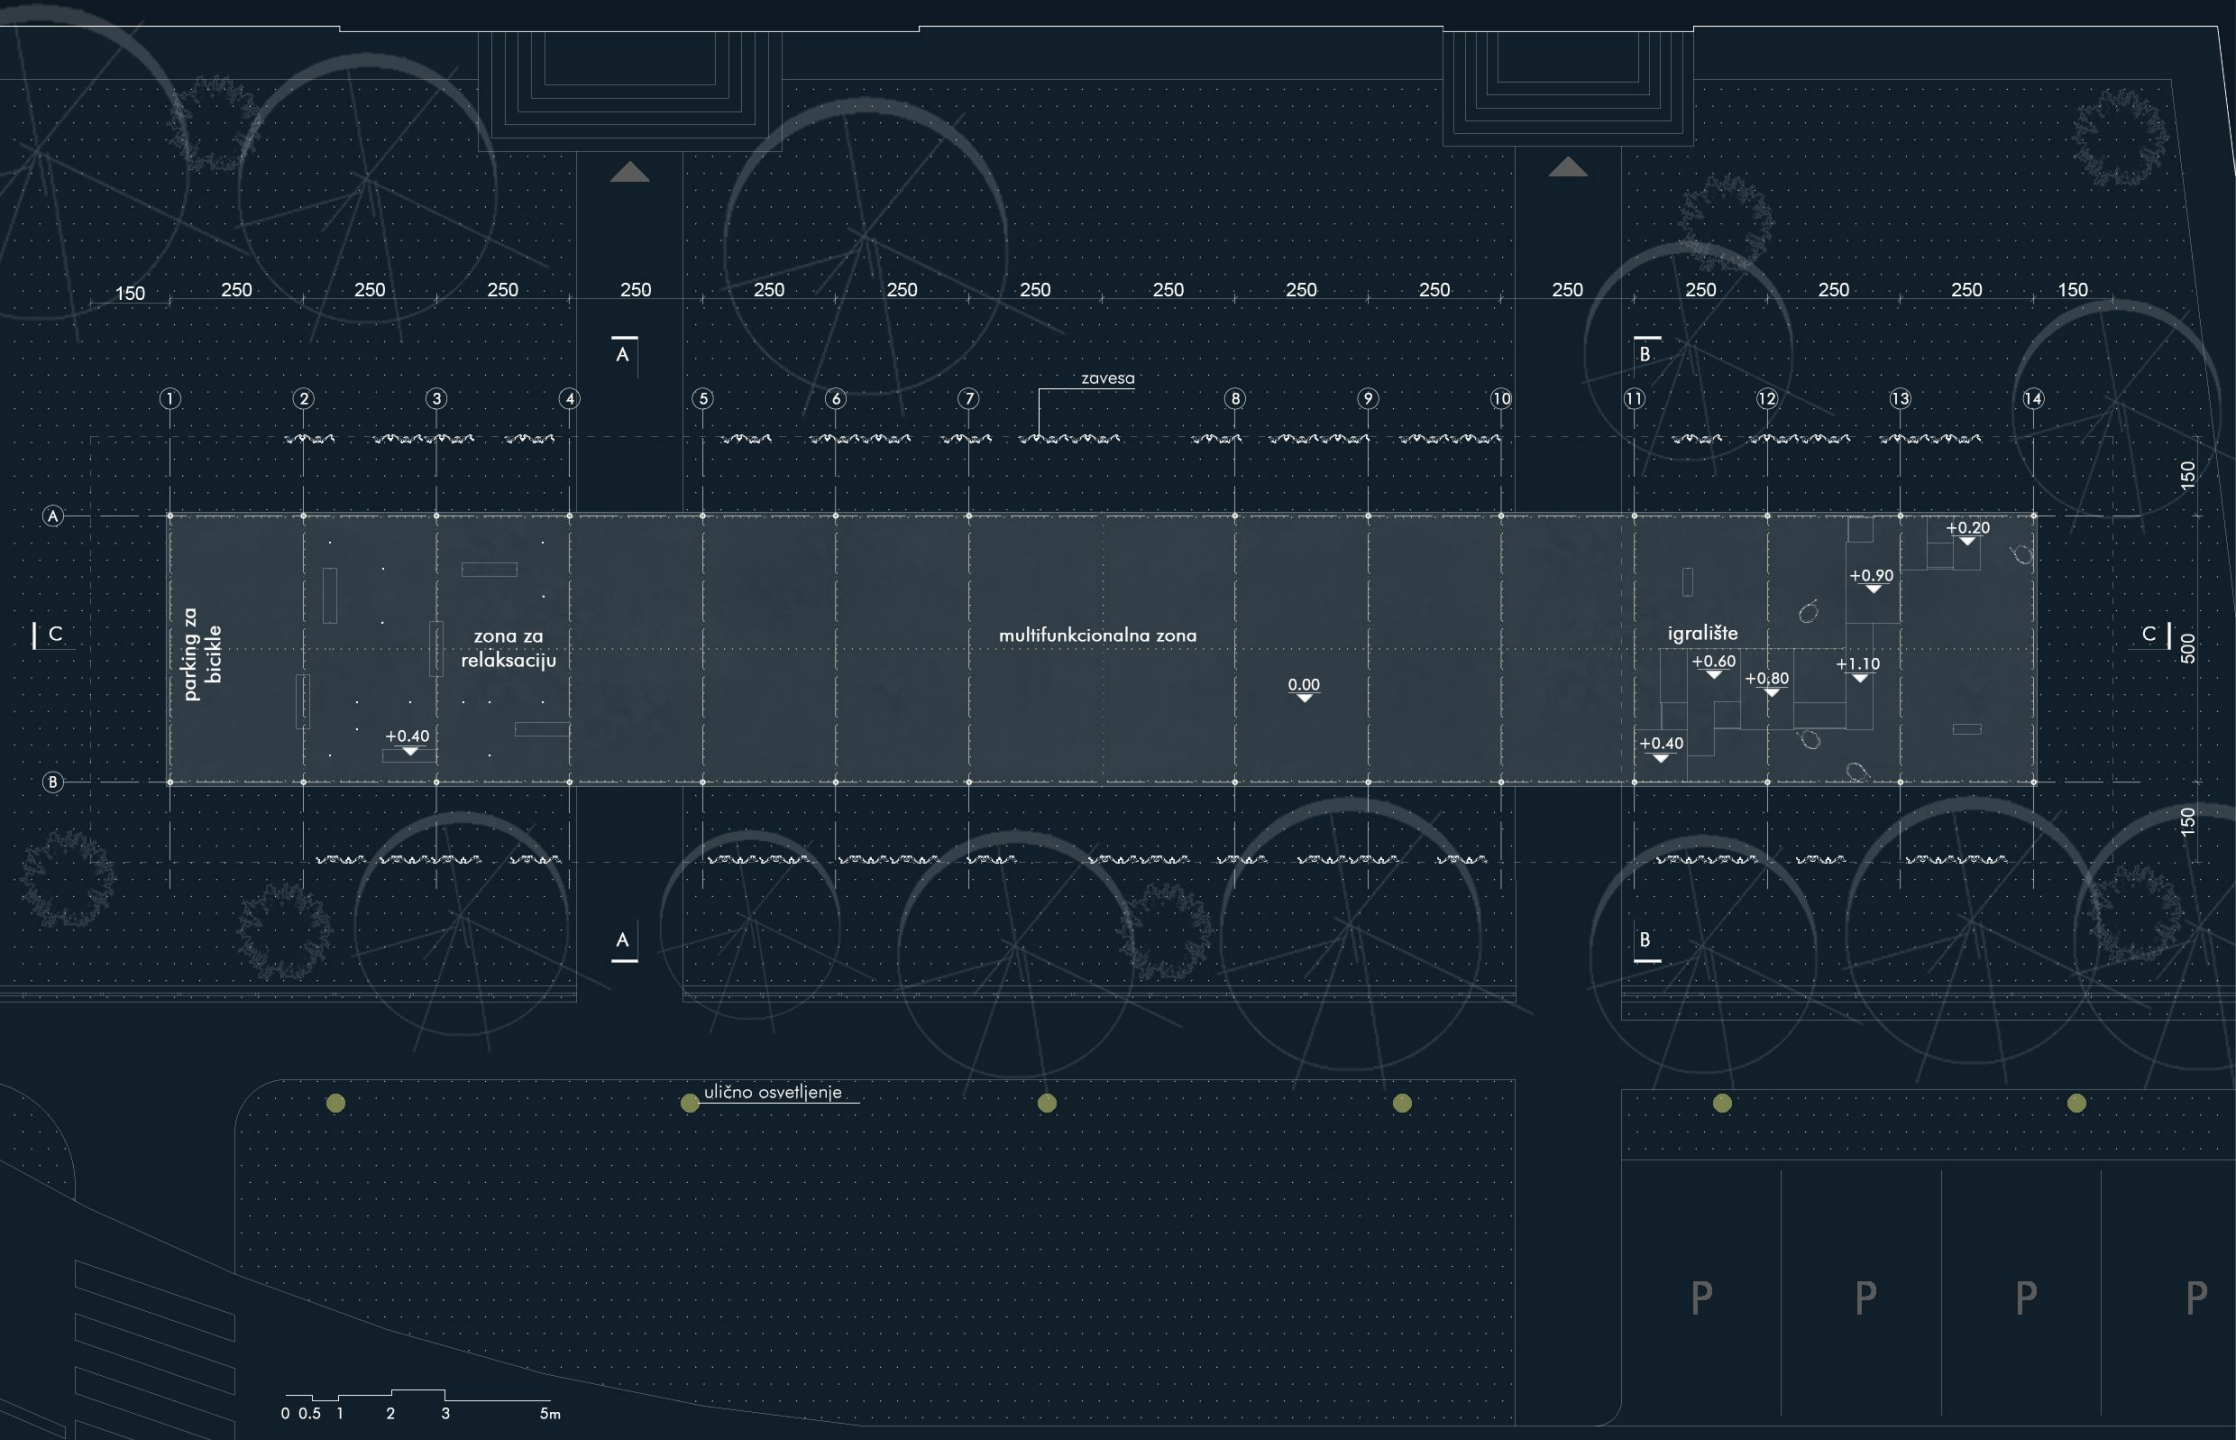 150 250 250 250 250 250 250 250 250 250 250 250 250 250 250 150
A B
zavesa
1 2 3 4 5 6 7 8 9 10 11 12 13 14
150
A
+0.20
+0.90
parking za
bicikle
C
zona za
relaksaciju
multifunkcionalna zona
igralište
C
500
+0.60
+0.80
+1.10
0.00
+0.40
+0.40
B
150
A B
ulično osvetljenje
P P P P
0 0.5 1 2 3 5m